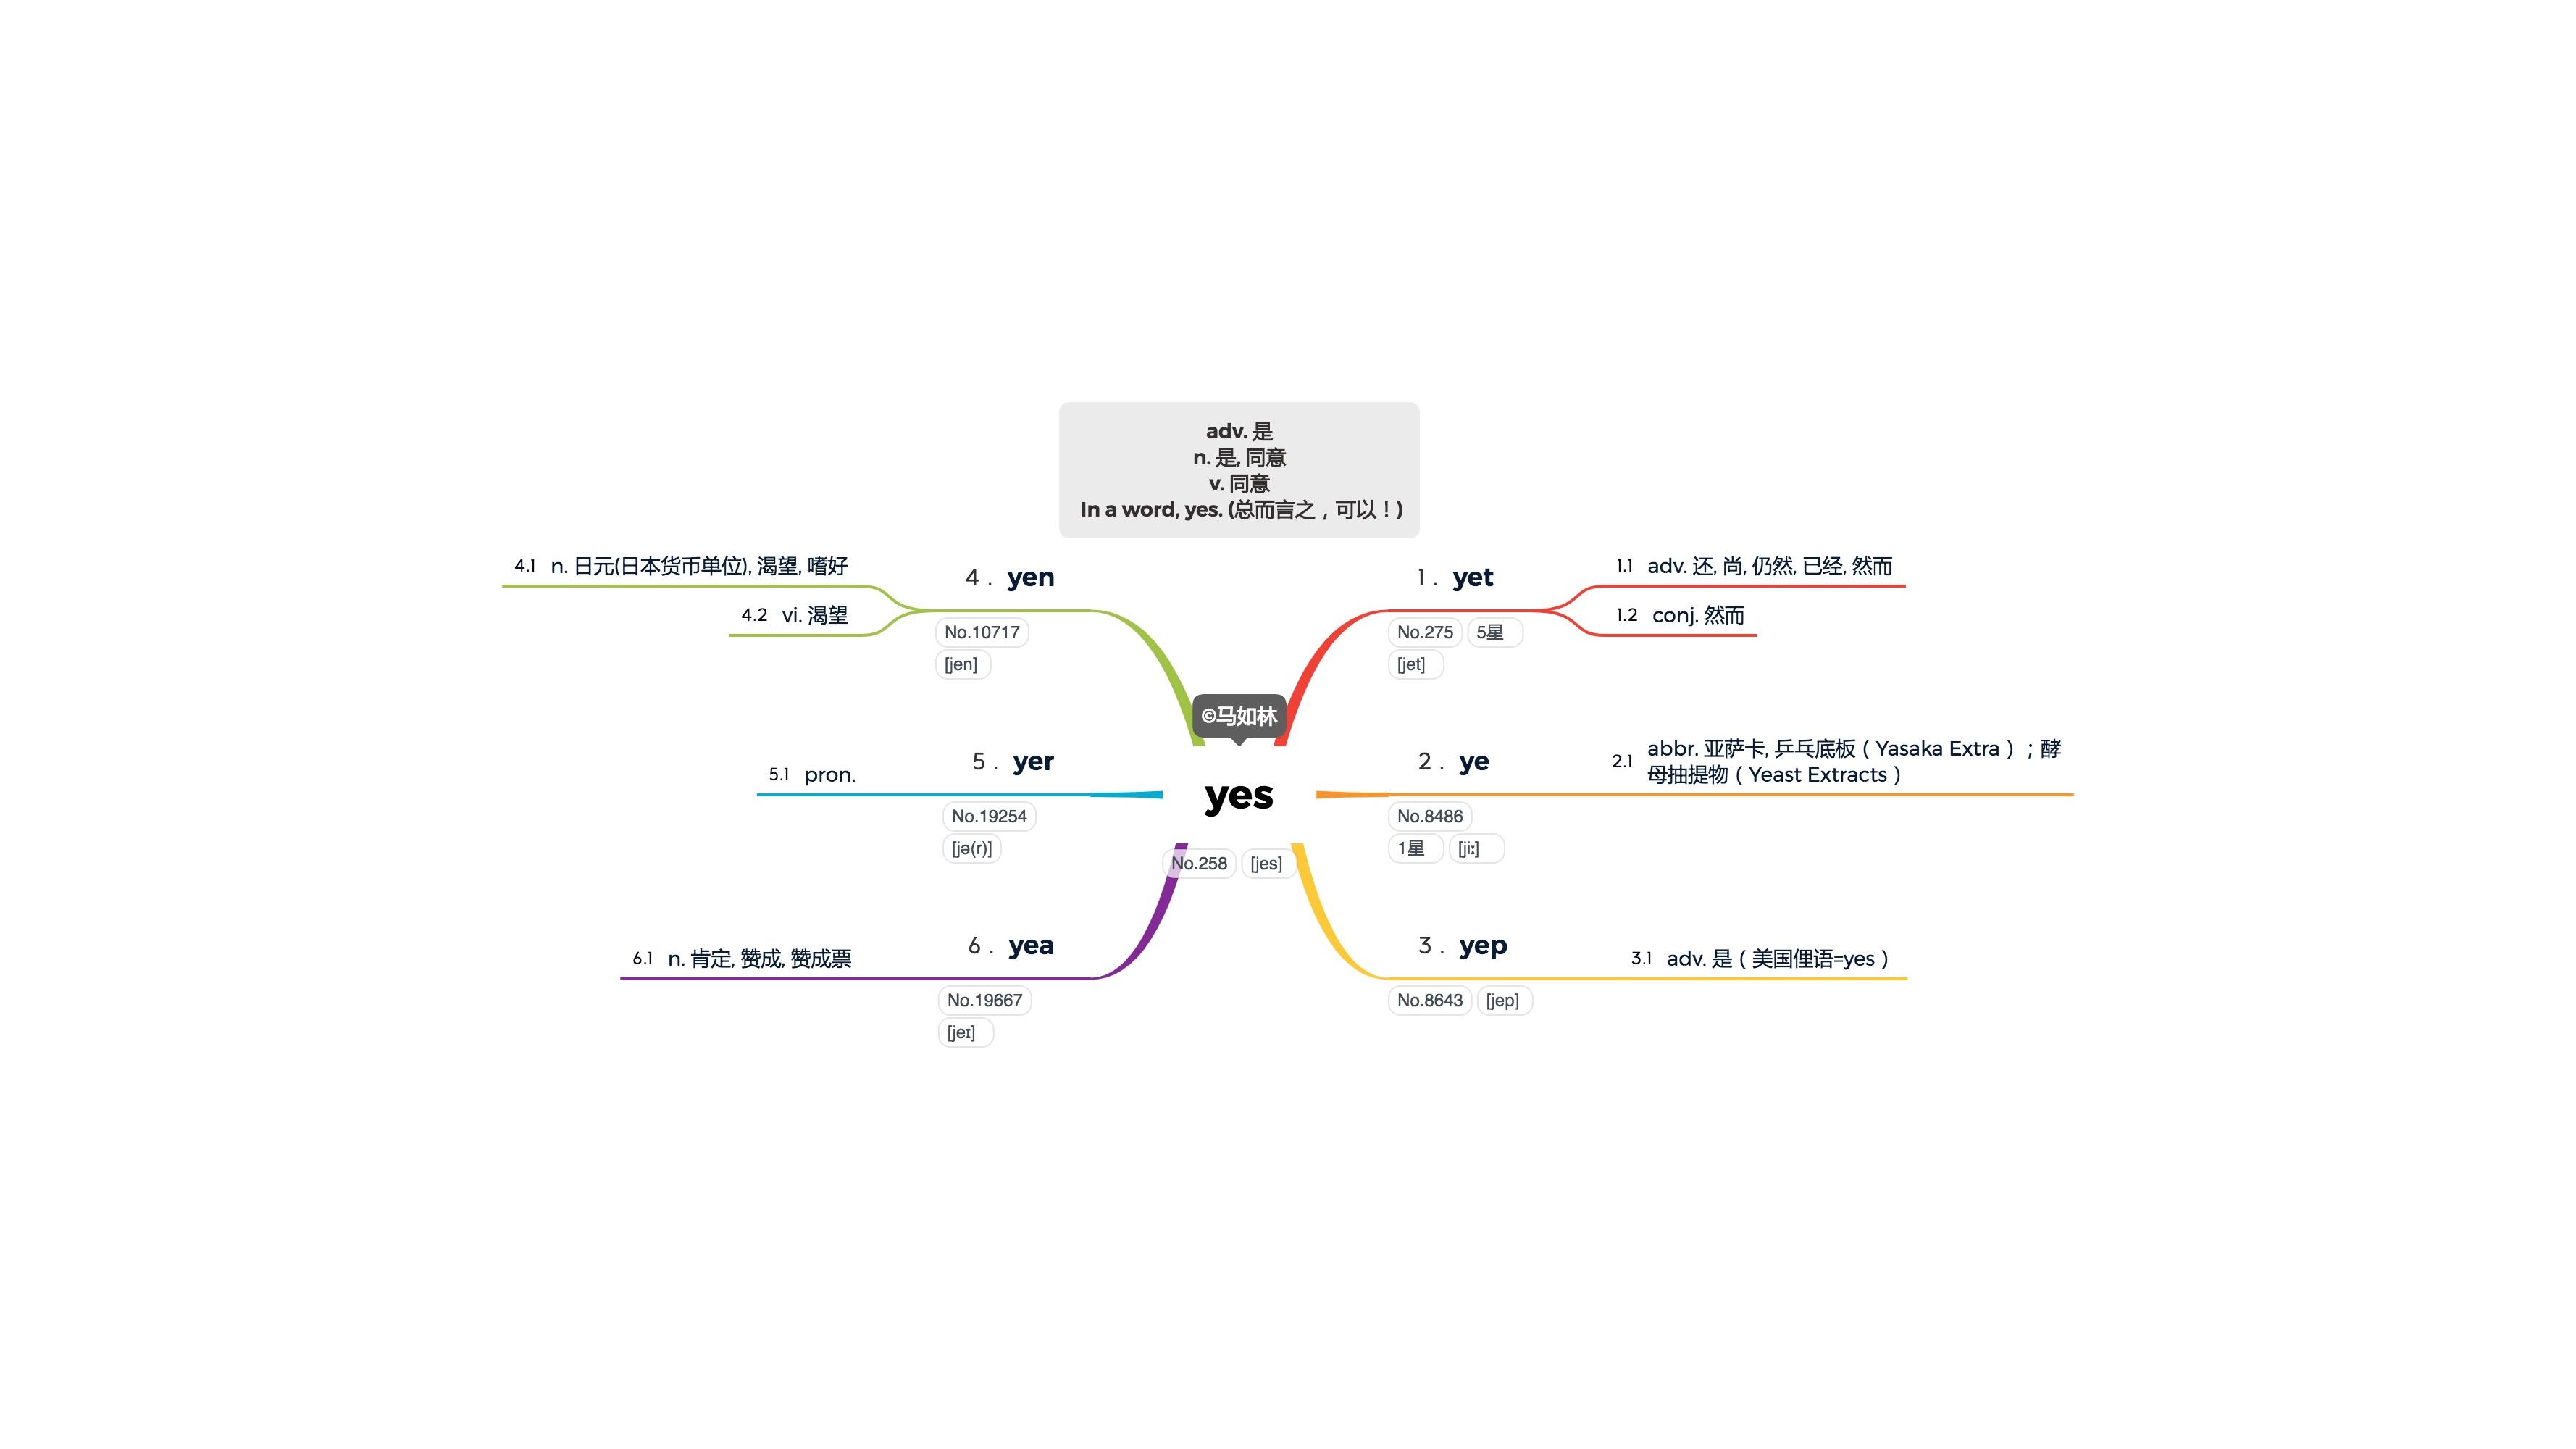 adv. 是
n. 是, 同意
v. 同意
In a word, yes. (总而言之，可以！)
©马如林
yes
No.258 [jes]
1. yet
No.275 5星
[jet]
1.1 adv. 还, 尚, 仍然, 已经, 然而
1.2 conj. 然而
2. ye
No.8486
1星 [jiː]
2.1 abbr. 亚萨卡, 乒乓底板（Yasaka Extra）；酵
母抽提物（Yeast Extracts）
3. yep
No.8643 [jep]
3.1 adv. 是（美国俚语=yes）
4. yen
No.10717
[jen]
4.1 n. 日元(日本货币单位), 渴望, 嗜好
4.2 vi. 渴望
5. yer
No.19254
[jə(r)]
5.1 pron.
6. yea
No.19667
[jeɪ]
6.1 n. 肯定, 赞成, 赞成票